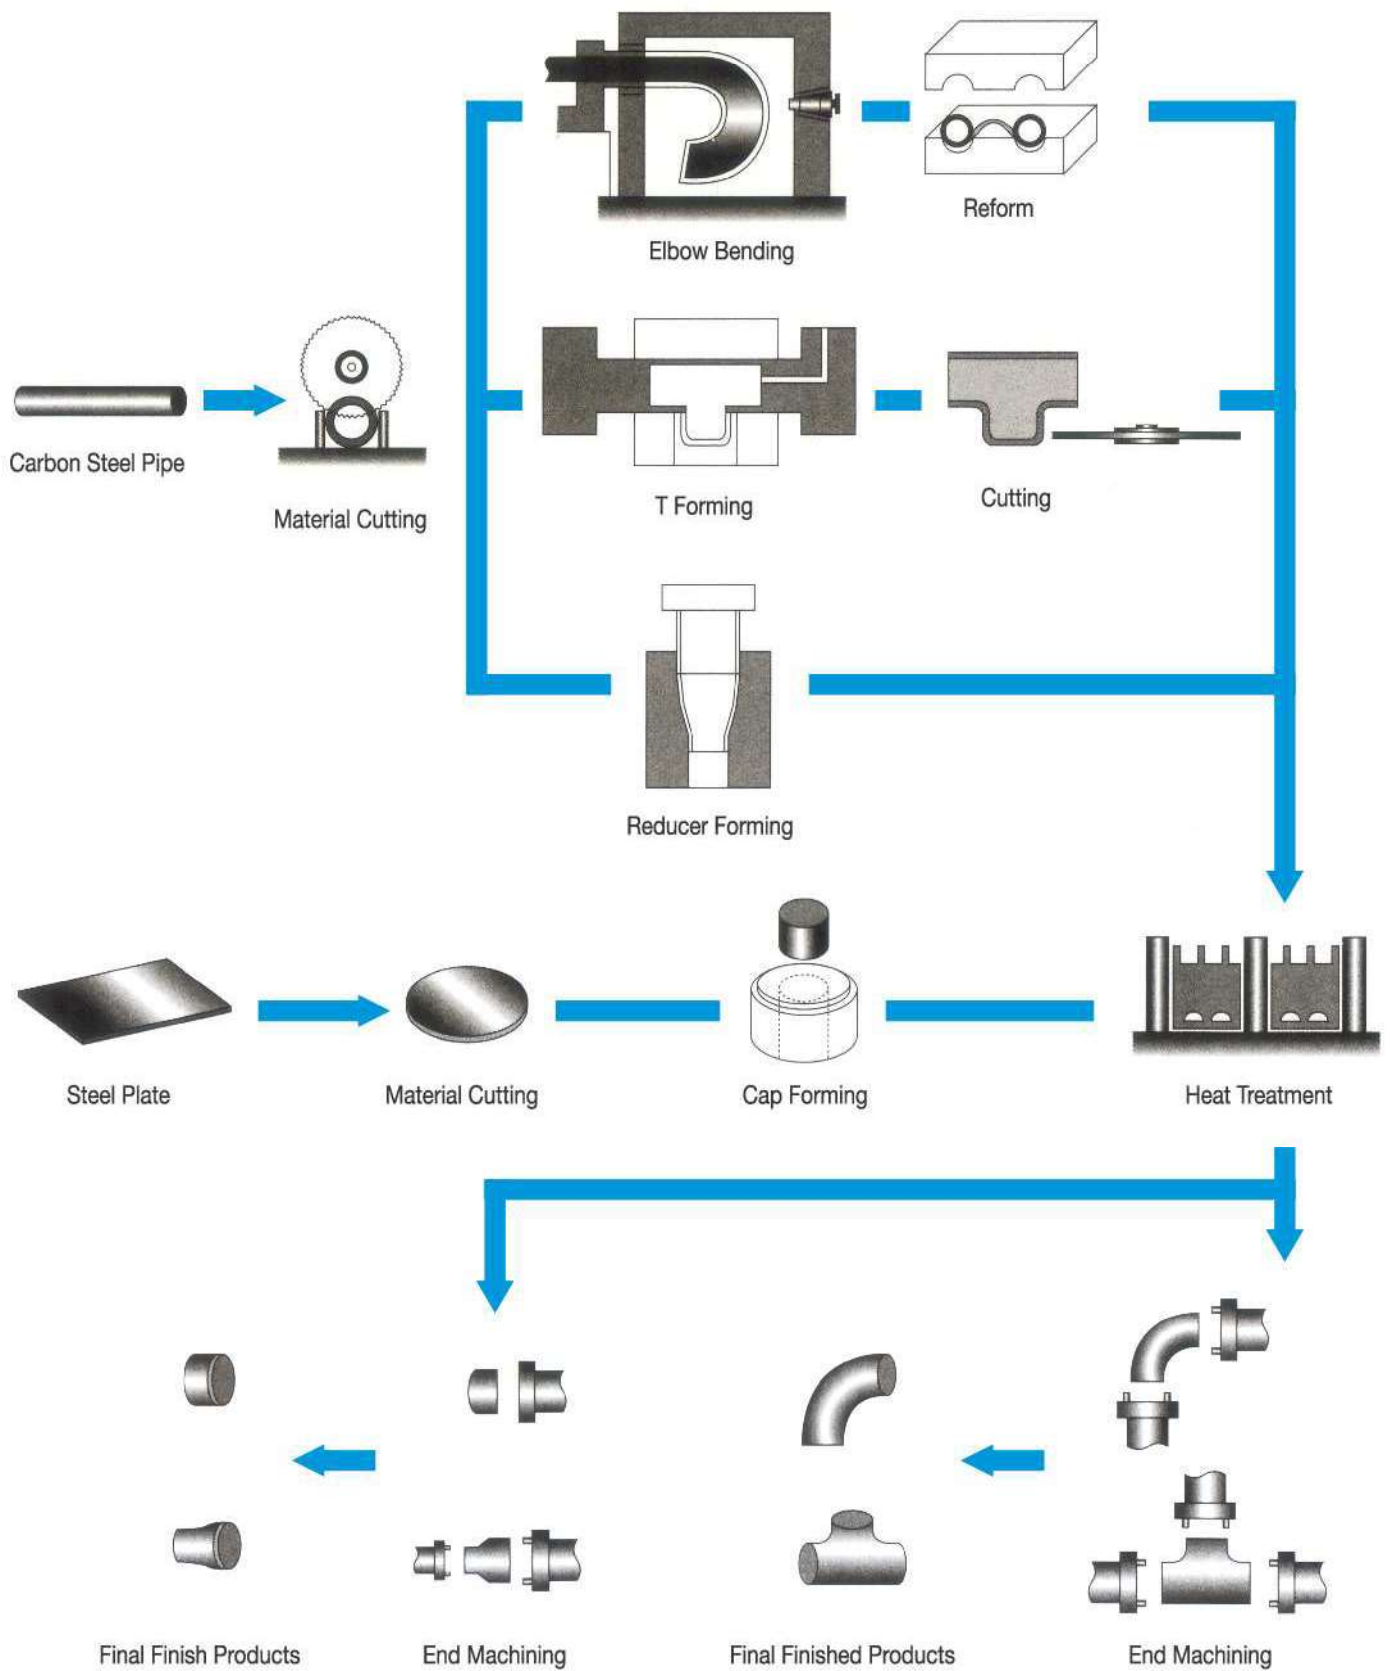 Reform
Elbow Bending
Carbon Steel Pipe
Material Cutting
T Forming
Cutting
Reducer Forming
Steel Plate
Material Cutting
Cap Forming
Heat Treatment
Final Finish Products
End Machining
Final Finished Products
End Machining